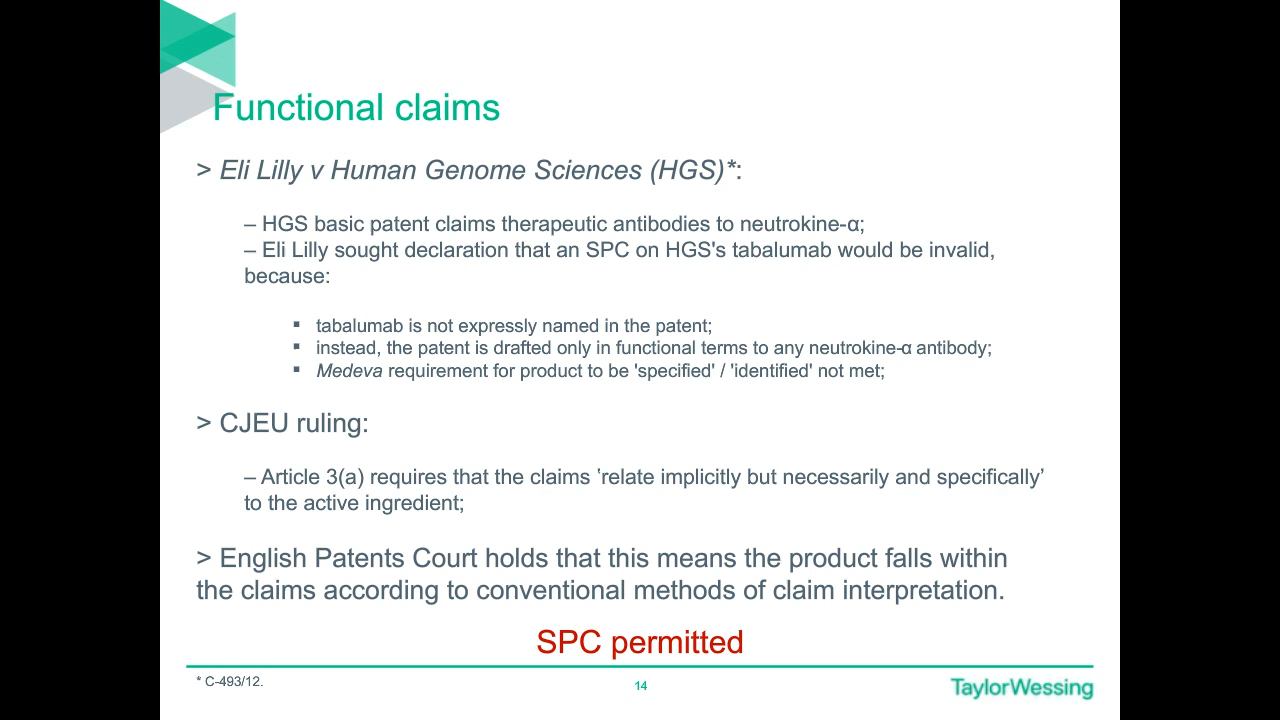 Functional claims
> Eli Lilly v Human Genome Sciences (HGS)*:
– HGS basic patent claims therapeutic antibodies to neutrokine-α;
– Eli Lilly sought declaration that an SPC on HGS's tabalumab would be invalid,
because:
▪ tabalumab is not expressly named in the patent;
▪ instead, the patent is drafted only in functional terms to any neutrokine-α antibody;
▪ Medeva requirement for product to be 'specified' / 'identified' not met;
> CJEU ruling:
– Article 3(a) requires that the claims ‛relate implicitly but necessarily and specifically’
to the active ingredient;
> English Patents Court holds that this means the product falls within
the claims according to conventional methods of claim interpretation.
SPC permitted
* C-493/12.
14
TaylorWessing